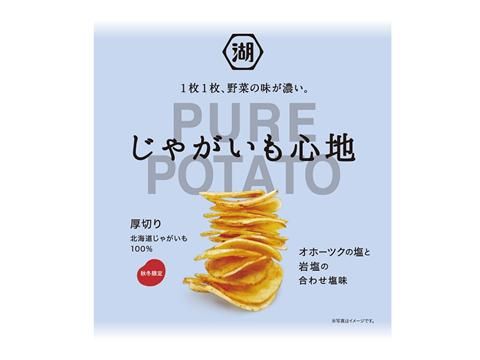 湖
1枚1枚、野菜の味が濃い。
PURE
じゃがいも心地
POTATO
厚切り
北海道じゃがいも
100%
秋冬限定
オホーツクの塩と
岩塩の
合わせ塩味
※写真はイメージです。